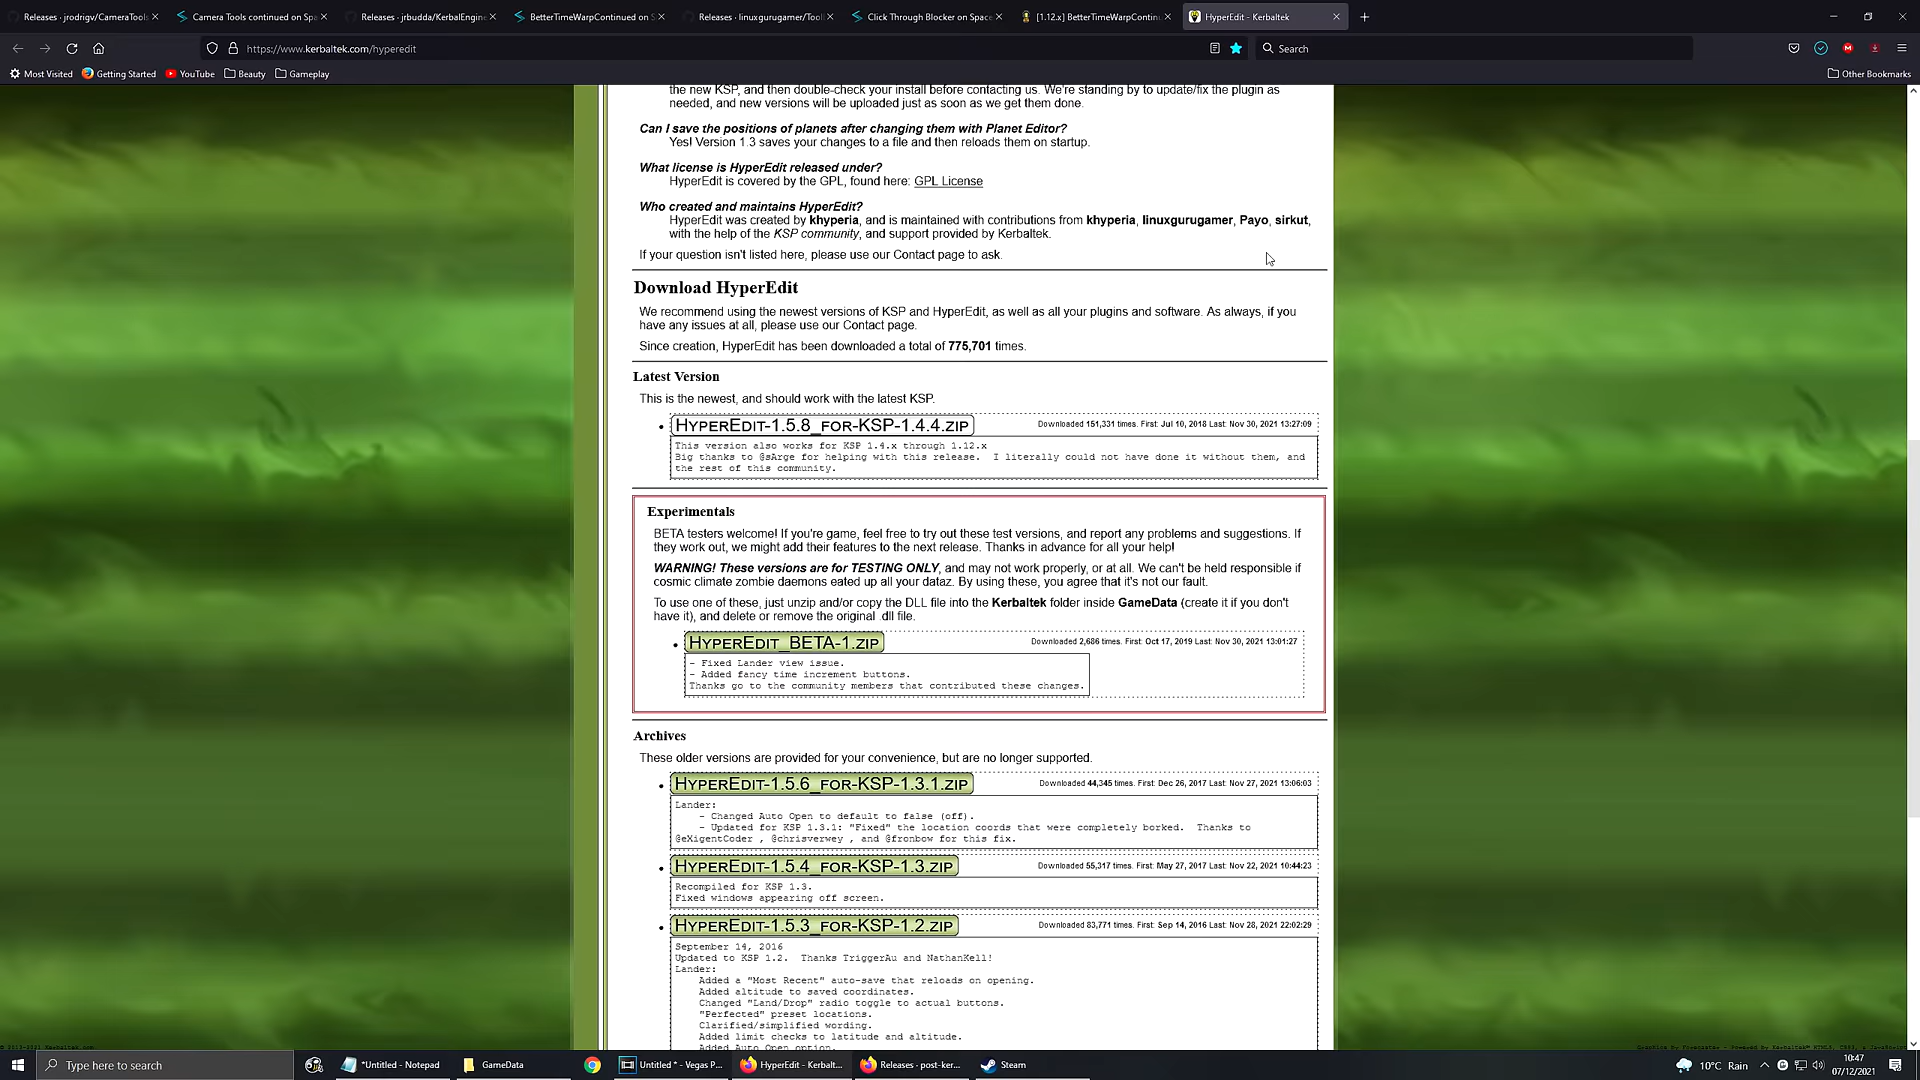 Releases · jrodrigv/CameraTools
Camera Tools continued on Spa
Releases · jrbudda/KerbalEngine
BetterTimeWarpContinued on S
Releases · linuxgurugamer/Tool
Click Through Blocker on Space
[1.12.x] BetterTimeWarpContinu
HyperEdit - Kerbaltek
https://www.kerbaltek.com/hyperedit
Search
Most Visited
Getting Started
YouTube
Beauty
Gameplay
Other Bookmarks
the new KSP, and then double-check your install before contacting us. We're standing by to update/fix the plugin as
needed, and new versions will be uploaded just as soon as we get them done.
Can I save the positions of planets after changing them with Planet Editor?
Yes! Version 1.3 saves your changes to a file and then reloads them on startup.
What license is HyperEdit released under?
HyperEdit is covered by the GPL, found here: GPL License
Who created and maintains HyperEdit?
HyperEdit was created by khyperia, and is maintained with contributions from khyperia, linuxgurugamer, Payo, sirkut,
with the help of the KSP community, and support provided by Kerbaltek.
If your question isn't listed here, please use our Contact page to ask.
Download HyperEdit
We recommend using the newest versions of KSP and HyperEdit, as well as all your plugins and software. As always, if you
have any issues at all, please use our Contact page.
Since creation, HyperEdit has been downloaded a total of 775,701 times.
Latest Version
This is the newest, and should work with the latest KSP.
HyperEdit-1.5.8_for-KSP-1.4.4.zip
Downloaded 151,331 times. First: Jul 10, 2018 Last: Nov 30, 2021 13:27:09
This version also works for KSP 1.4.x through 1.12.x
Big thanks to @sArge for helping with this release. I literally could not have done it without them, and
the rest of this community.
Experimentals
BETA testers welcome! If you're game, feel free to try out these test versions, and report any problems and suggestions. If
they work out, we might add their features to the next release. Thanks in advance for all your help!
WARNING! These versions are for TESTING ONLY, and may not work properly, or at all. We can't be held responsible if
cosmic climate zombie daemons eated up all your dataz. By using these, you agree that it's not our fault.
To use one of these, just unzip and/or copy the DLL file into the Kerbaltek folder inside GameData (create it if you don't
have it), and delete or remove the original .dll file.
HyperEdit_BETA-1.zip
Downloaded 2,686 times. First: Oct 17, 2019 Last: Nov 30, 2021 13:01:27
- Fixed Lander view issue.
- Added fancy time increment buttons.
Thanks go to the community members that contributed these changes.
Archives
These older versions are provided for your convenience, but are no longer supported.
HyperEdit-1.5.6_for-KSP-1.3.1.zip
Downloaded 44,345 times. First: Dec 26, 2017 Last: Nov 27, 2021 13:06:03
Lander:
- Changed Auto Open to default to false (off).
- Updated for KSP 1.3.1: "Fixed" the location coords that were completely borked. Thanks to
@eXigentCoder , @chrisverwey , and @fronbow for this fix.
HyperEdit-1.5.4_for-KSP-1.3.zip
Downloaded 55,317 times. First: May 27, 2017 Last: Nov 22, 2021 10:44:23
Recompiled for KSP 1.3.
Fixed windows appearing off screen.
HyperEdit-1.5.3_for-KSP-1.2.zip
Downloaded 83,771 times. First: Sep 14, 2016 Last: Nov 28, 2021 22:02:29
September 14, 2016
Updated to KSP 1.2. Thanks TriggerAu and NathanKell!
Lander:
Added a "Most Recent" auto-save that reloads on opening.
Added altitude to saved coordinates.
Changed "Land/Drop" radio toggle to actual buttons.
"Perfected" preset locations.
Clarified/simplified wording.
Added limit checks to latitude and altitude.
Added Auto Open option.
Type here to search
*Untitled - Notepad
GameData
Untitled * - Vegas P...
HyperEdit - Kerbalt...
Releases · post-ker...
Steam
10°C Rain
10:47
07/12/2021